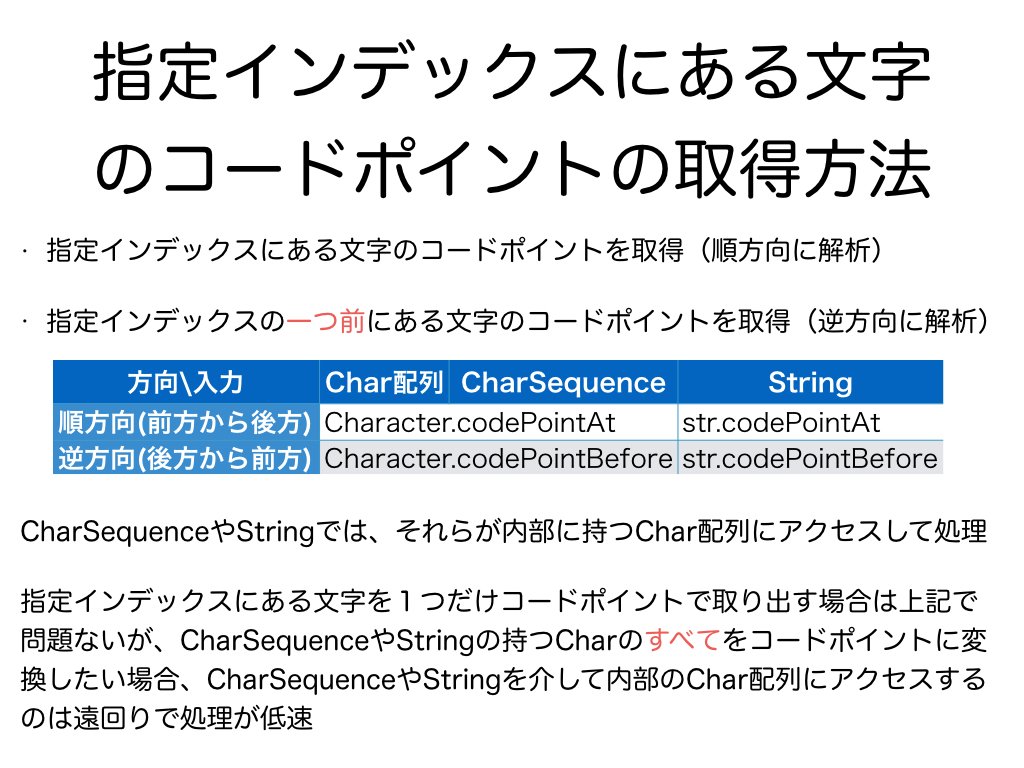 指定インデックスにある文字
のコードポイントの取得方法
・ 指定インデックスにある文字のコードポイントを取得（順方向に解析）
・ 指定インデックスの一つ前にある文字のコードポイントを取得（逆方向に解析）
方向\入力 Char配列 CharSequence String
順方向(前方から後方) Character.codePointAt str.codePointAt
逆方向(後方から前方) Character.codePointBefore str.codePointBefore
CharSequenceやStringでは、それらが内部に持つChar配列にアクセスして処理
指定インデックスにある文字を１つだけコードポイントで取り出す場合は上記で
問題ないが、CharSequenceやStringの持つCharのすべてをコードポイントに変
換したい場合、CharSequenceやStringを介して内部のChar配列にアクセスする
のは遠回りで処理が低速